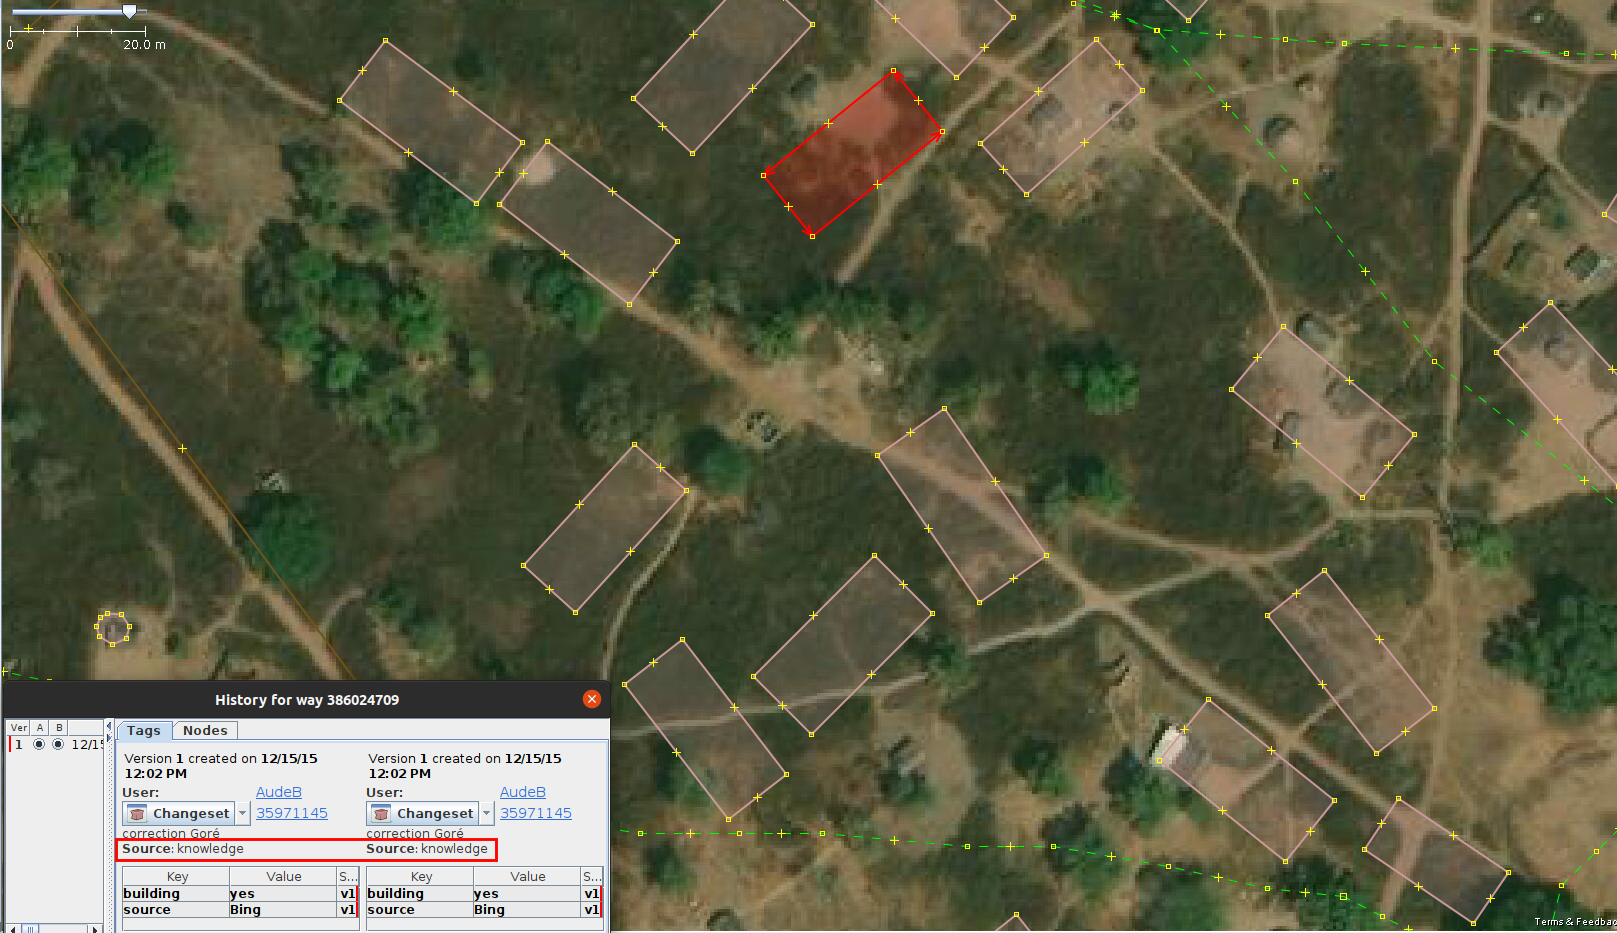 0 20.0 m
History for way 386024709
Ver A B
1 12/15
Tags Nodes
Version 1 created on 12/15/15 12:02 PM
User: AudeB
Changeset 35971145
correction Goré
Source: knowledge
Key Value S...
building yes v1
source Bing v1
Version 1 created on 12/15/15 12:02 PM
User: AudeB
Changeset 35971145
correction Goré
Source: knowledge
Key Value S...
building yes v1
source Bing v1
Terms & Feedbac